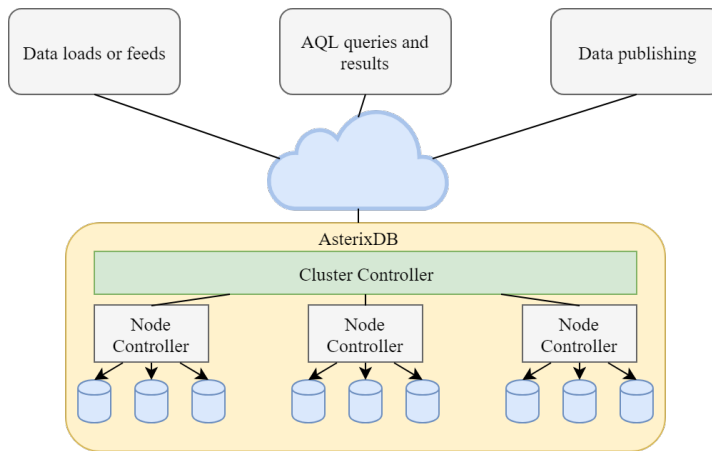 Data loads or feeds
AQL queries and
results
Data publishing
AsterixDB
Cluster Controller
Node
Controller
Node
Controller
Node
Controller